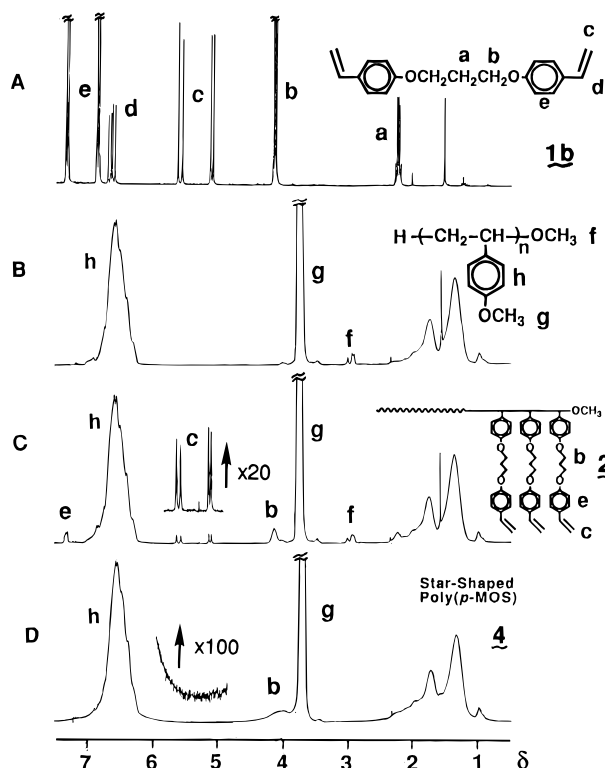 A
e
d
c
b
a
a
b
c
OCH2CH2CH2O
e
d
1b
B
h
g
f
H (CH2 CH)n OCH3 f
h
OCH3 g
C
e
h
c
x20
b
g
f
OCH3
O O O
b
O O O
e
2
c
D
h
x100
b
g
Star-Shaped
Poly(p-MOS)
4
7 6 5 4 3 2 1 δ